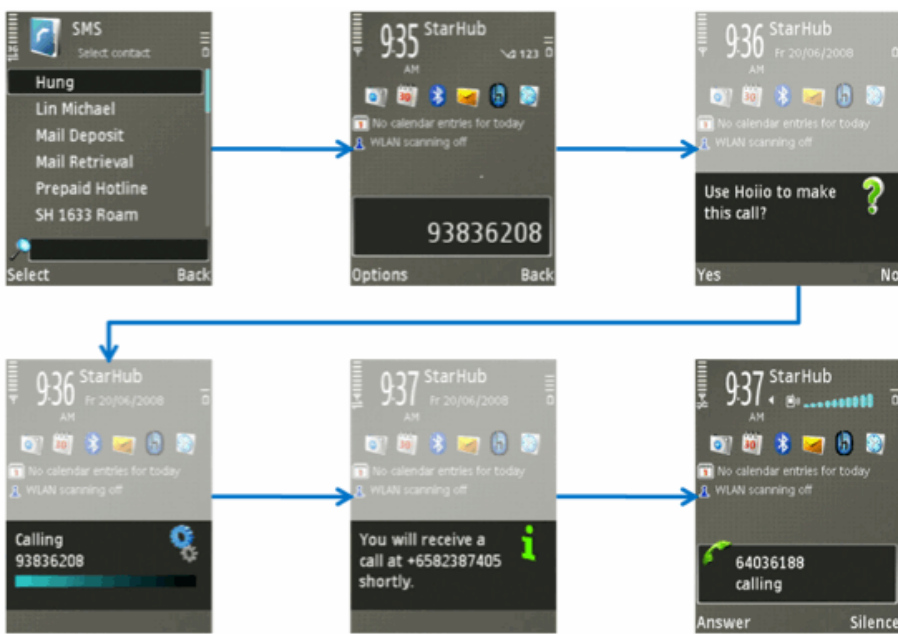 SMS
Select contact
Hung
Lin Michael
Mail Deposit
Mail Retrieval
Prepaid Hotline
SH 1633 Roam
Select Back
9:35 StarHub
AM
123
No calendar entries for today
WLAN scanning off
93836208
Options Back
9:36 StarHub
AM Fr 20/06/2008
No calendar entries for today
WLAN scanning off
Use Hoiio to make
this call?
Yes No
9:36 StarHub
AM Fr 20/06/2008
No calendar entries for today
WLAN scanning off
Calling
93836208
9:37 StarHub
AM Fr 20/06/2008
No calendar entries for today
WLAN scanning off
You will receive a
call at +6582387405
shortly.
9:37 StarHub
AM
No calendar entries for today
WLAN scanning off
64036188
calling
Answer Silence